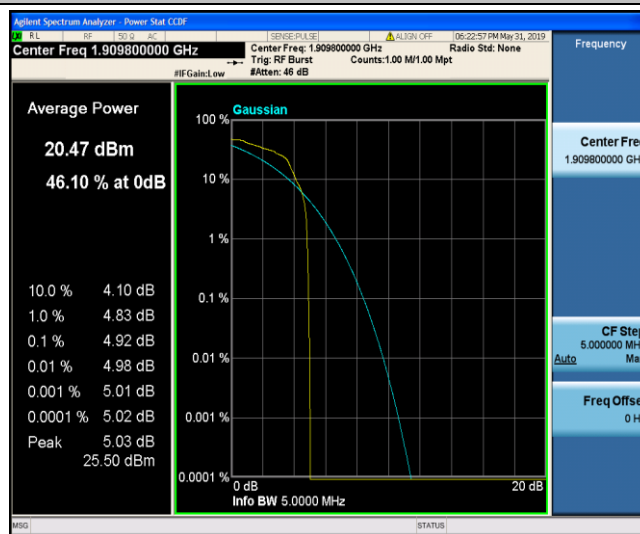 Agilent Spectrum Analyzer - Power Stat CCDF
RL RF 50 Ω AC SENSE:PULSE ALIGN OFF 06:22:57 PM May 31, 2019
Center Freq 1.909800000 GHz
Center Freq: 1.909800000 GHz Radio Std: None
Trig: RF Burst Counts:1.00 M/1.00 Mpt
#IFGain:Low #Atten: 46 dB
Frequency
Average Power
20.47 dBm
46.10 % at 0dB
10.0 % 4.10 dB
1.0 % 4.83 dB
0.1 % 4.92 dB
0.01 % 4.98 dB
0.001 % 5.01 dB
0.0001 % 5.02 dB
Peak 5.03 dB
25.50 dBm
Gaussian
100 %
10 %
1 %
0.1 %
0.01 %
0.001 %
0.0001 %
0 dB 20 dB
Info BW 5.0000 MHz
Center Fre
1.909800000 GH
CF Ste
5.000000 MH
Auto Ma
Freq Offse
0 H
MSG STATUS